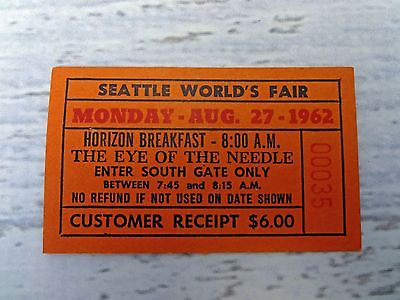 SEATTLE WORLD'S FAIR
MONDAY - AUG. 27 - 1962
HORIZON BREAKFAST - 8:00 A.M.
THE EYE OF THE NEEDLE
ENTER SOUTH GATE ONLY
BETWEEN 7:45 and 8:15 A.M.
NO REFUND IF NOT USED ON DATE SHOWN
CUSTOMER RECEIPT $6.00
00035